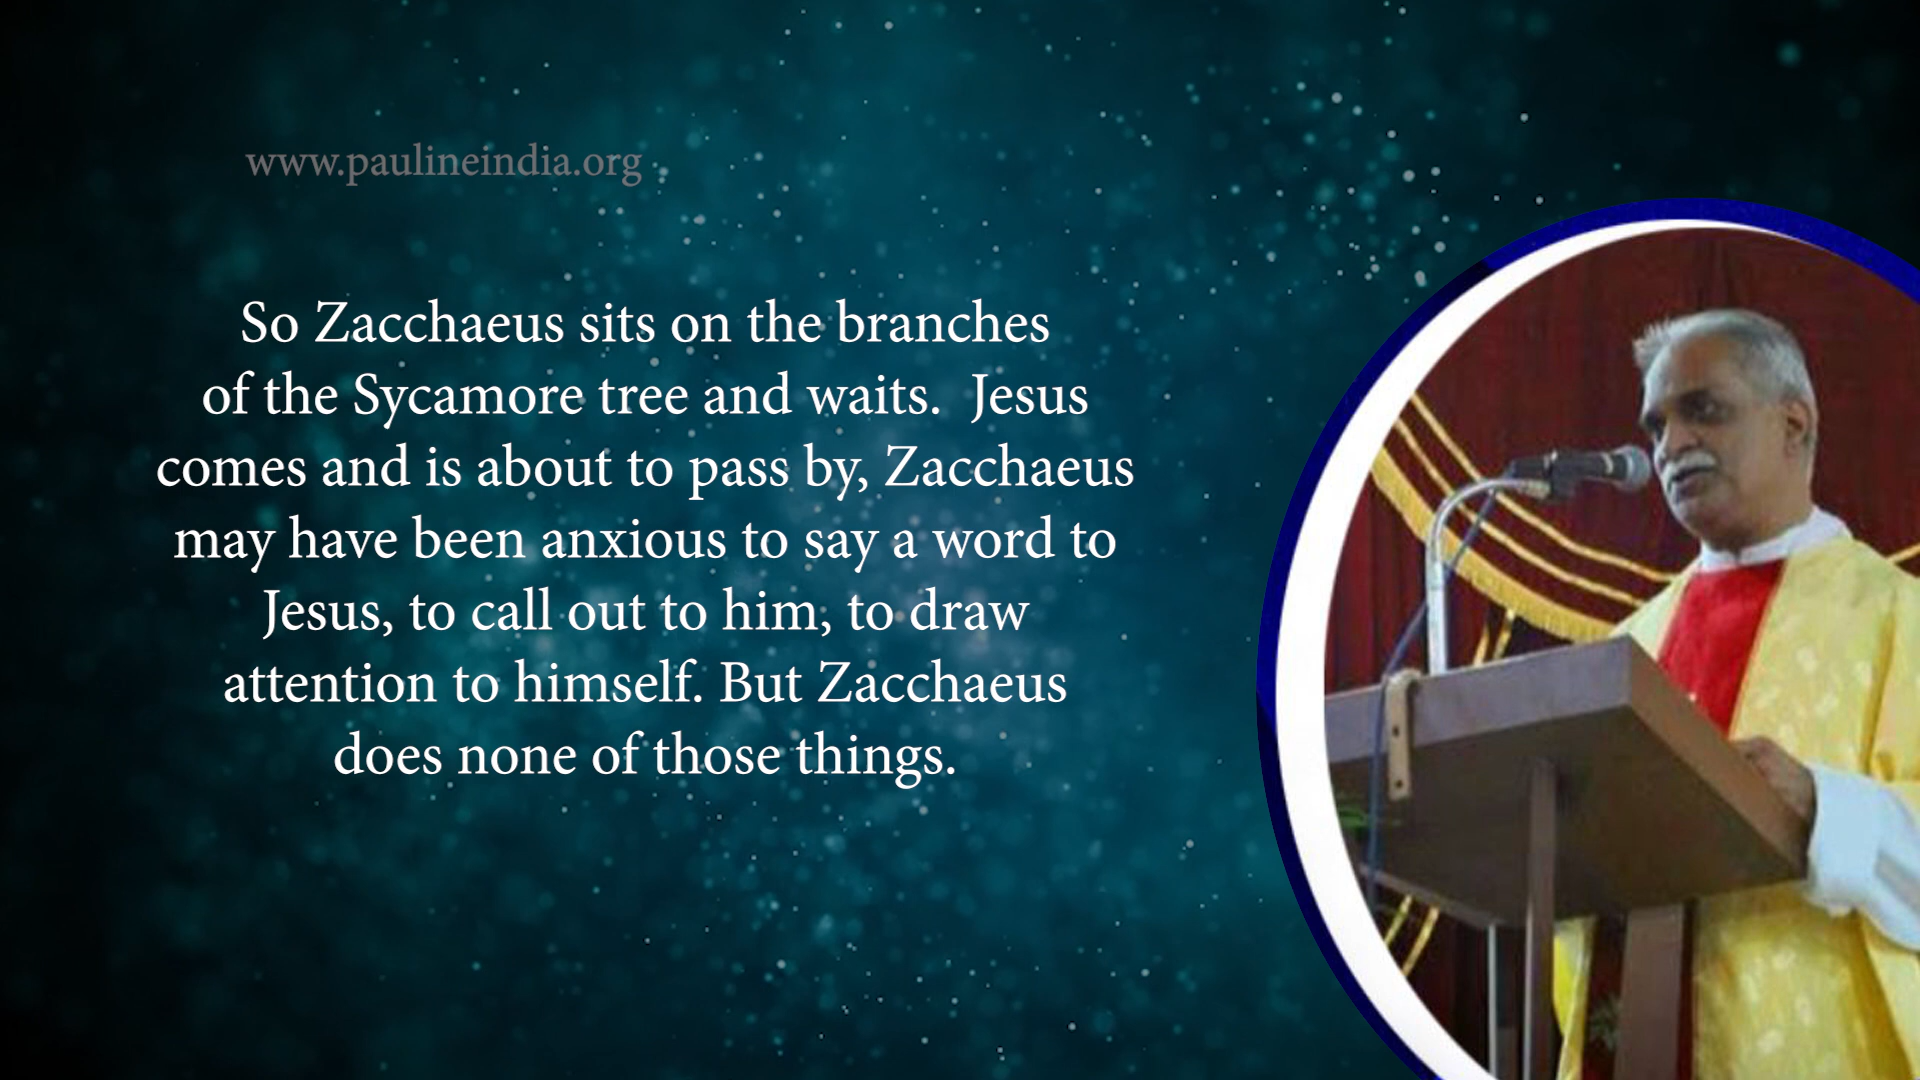 www.paulineindia.org
So Zacchaeus sits on the branches
of the Sycamore tree and waits.  Jesus
comes and is about to pass by, Zacchaeus
may have been anxious to say a word to
Jesus, to call out to him, to draw
attention to himself. But Zacchaeus
does none of those things.